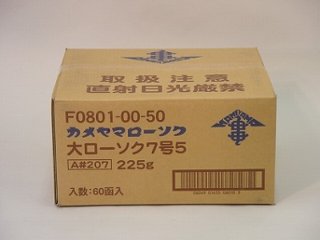 取扱注意
直射日光厳禁
F0801-00-50
カメヤマローソク
大ローソク7号5
A#207 225g
入数:60函入